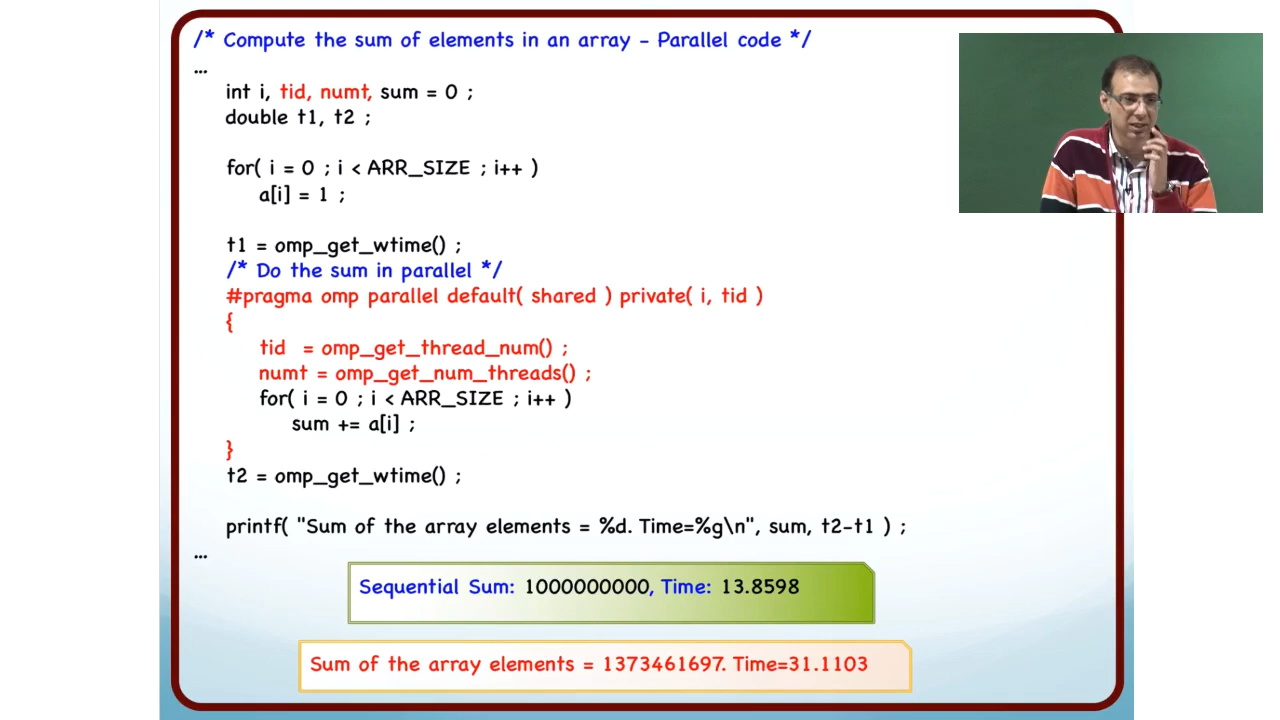 /* Compute the sum of elements in an array - Parallel code */
...
int i, tid, numt, sum = 0 ;
double t1, t2 ;
for( i = 0 ; i < ARR_SIZE ; i++ )
a[i] = 1 ;
t1 = omp_get_wtime() ;
/* Do the sum in parallel */
#pragma omp parallel default( shared ) private( i, tid )
{
tid = omp_get_thread_num() ;
numt = omp_get_num_threads() ;
for( i = 0 ; i < ARR_SIZE ; i++ )
sum += a[i] ;
}
t2 = omp_get_wtime() ;
printf( "Sum of the array elements = %d. Time=%g\n", sum, t2-t1 ) ;
...
Sequential Sum: 1000000000, Time: 13.8598
Sum of the array elements = 1373461697. Time=31.1103